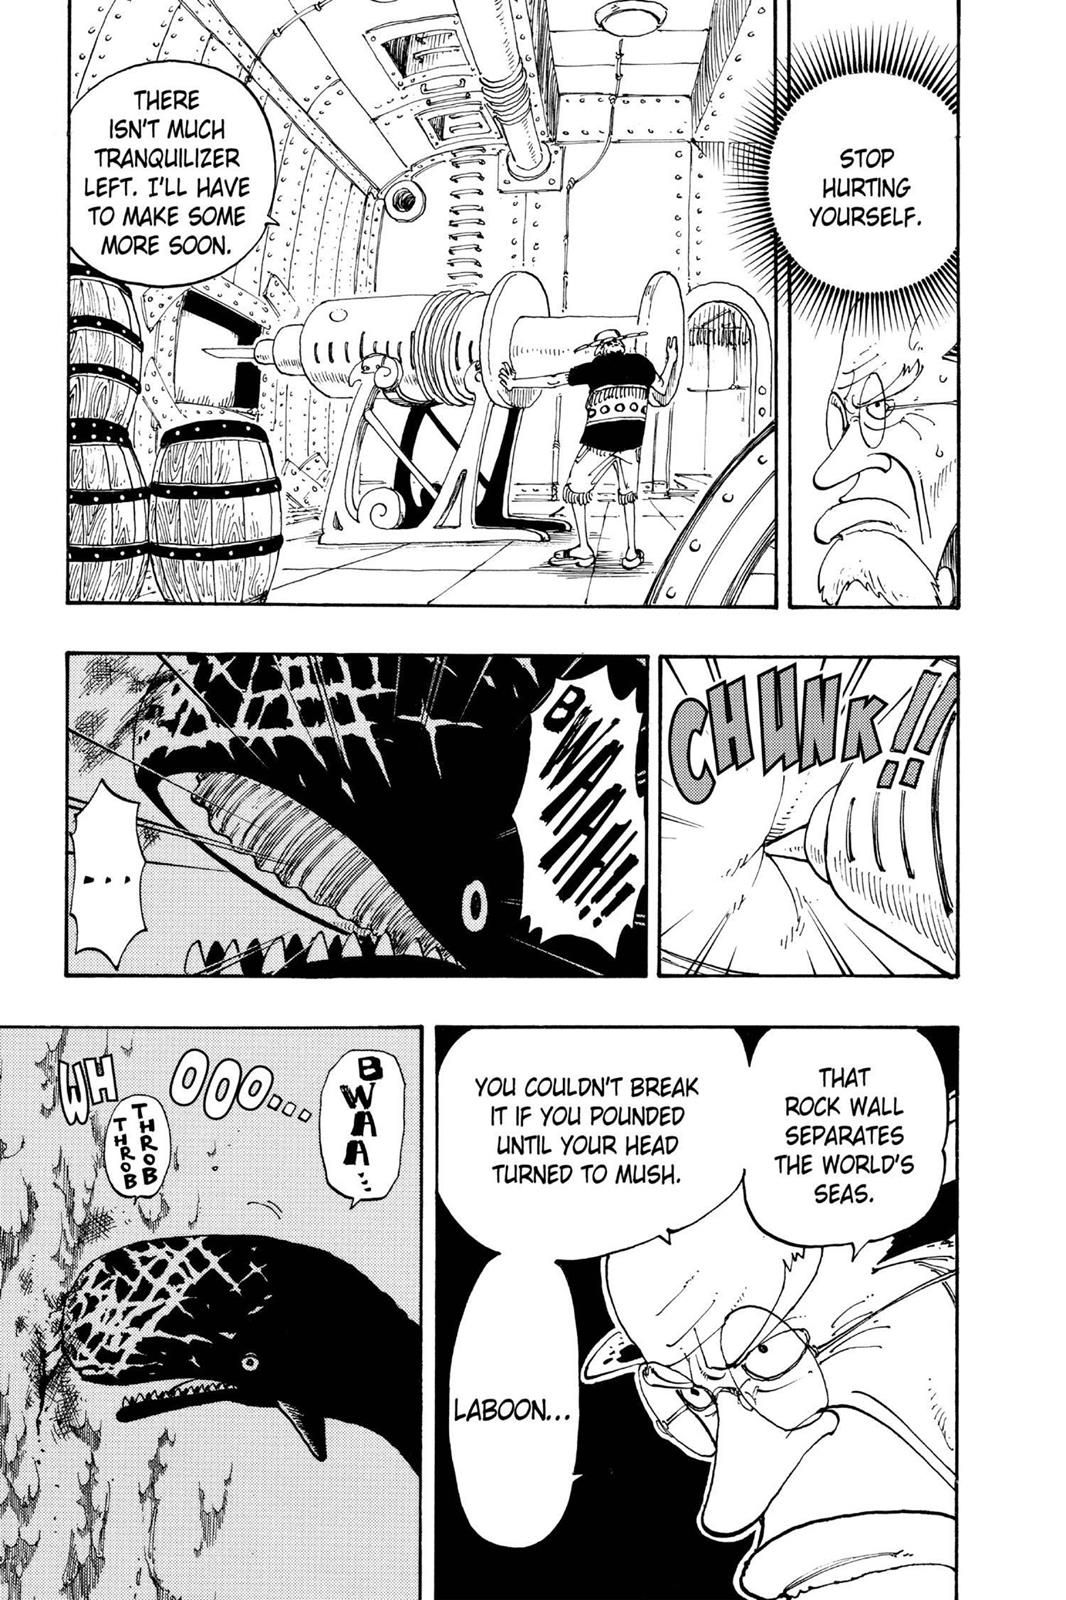 STOP
HURTING
YOURSELF.
THERE
ISN'T MUCH
TRANQUILIZER
LEFT. I'LL HAVE
TO MAKE SOME
MORE SOON.
CHUNK!!
BWAAAH!!
...
THAT
ROCK WALL
SEPARATES
THE WORLD'S
SEAS.
YOU COULDN'T BREAK
IT IF YOU POUNDED
UNTIL YOUR HEAD
TURNED TO MUSH.
LABOON...
BWAA...
WH OOO...
THROB
THROB